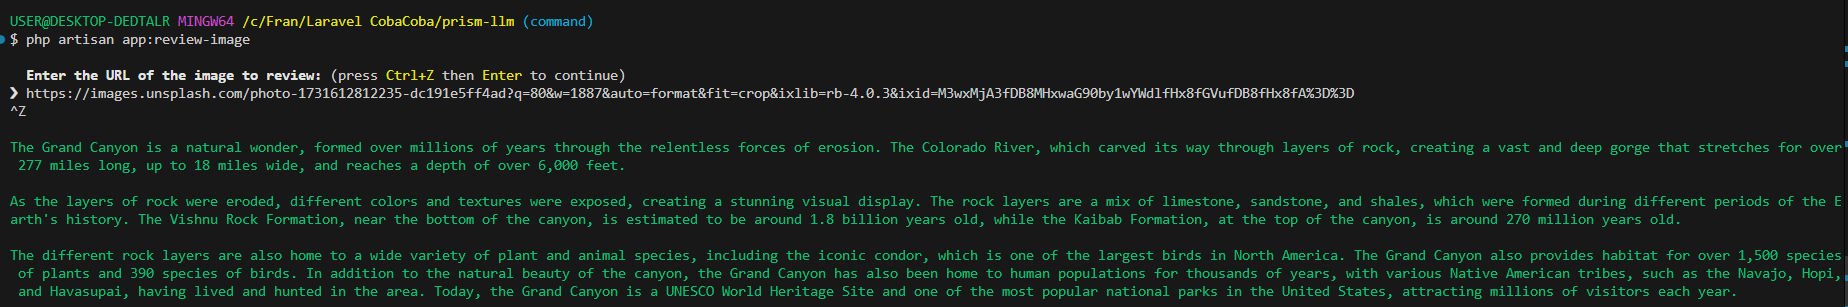 USER@DESKTOP-DEDTALR MINGW64 /c/Fran/Laravel CobaCoba/prism-llm (command)
$ php artisan app:review-image
Enter the URL of the image to review: (press Ctrl+Z then Enter to continue)
❯ https://images.unsplash.com/photo-1731612812235-dc191e5ff4ad?q=80&w=1887&auto=format&fit=crop&ixlib=rb-4.0.3&ixid=M3wxMjA3fDB8MHxwaG90by1wYWdlfHx8fGVufDB8fHx8fA%3D%3D
^Z
The Grand Canyon is a natural wonder, formed over millions of years through the relentless forces of erosion. The Colorado River, which carved its way through layers of rock, creating a vast and deep gorge that stretches for over
277 miles long, up to 18 miles wide, and reaches a depth of over 6,000 feet.
As the layers of rock were eroded, different colors and textures were exposed, creating a stunning visual display. The rock layers are a mix of limestone, sandstone, and shales, which were formed during different periods of the E
arth's history. The Vishnu Rock Formation, near the bottom of the canyon, is estimated to be around 1.8 billion years old, while the Kaibab Formation, at the top of the canyon, is around 270 million years old.
The different rock layers are also home to a wide variety of plant and animal species, including the iconic condor, which is one of the largest birds in North America. The Grand Canyon also provides habitat for over 1,500 species
of plants and 390 species of birds. In addition to the natural beauty of the canyon, the Grand Canyon has also been home to human populations for thousands of years, with various Native American tribes, such as the Navajo, Hopi,
and Havasupai, having lived and hunted in the area. Today, the Grand Canyon is a UNESCO World Heritage Site and one of the most popular national parks in the United States, attracting millions of visitors each year.